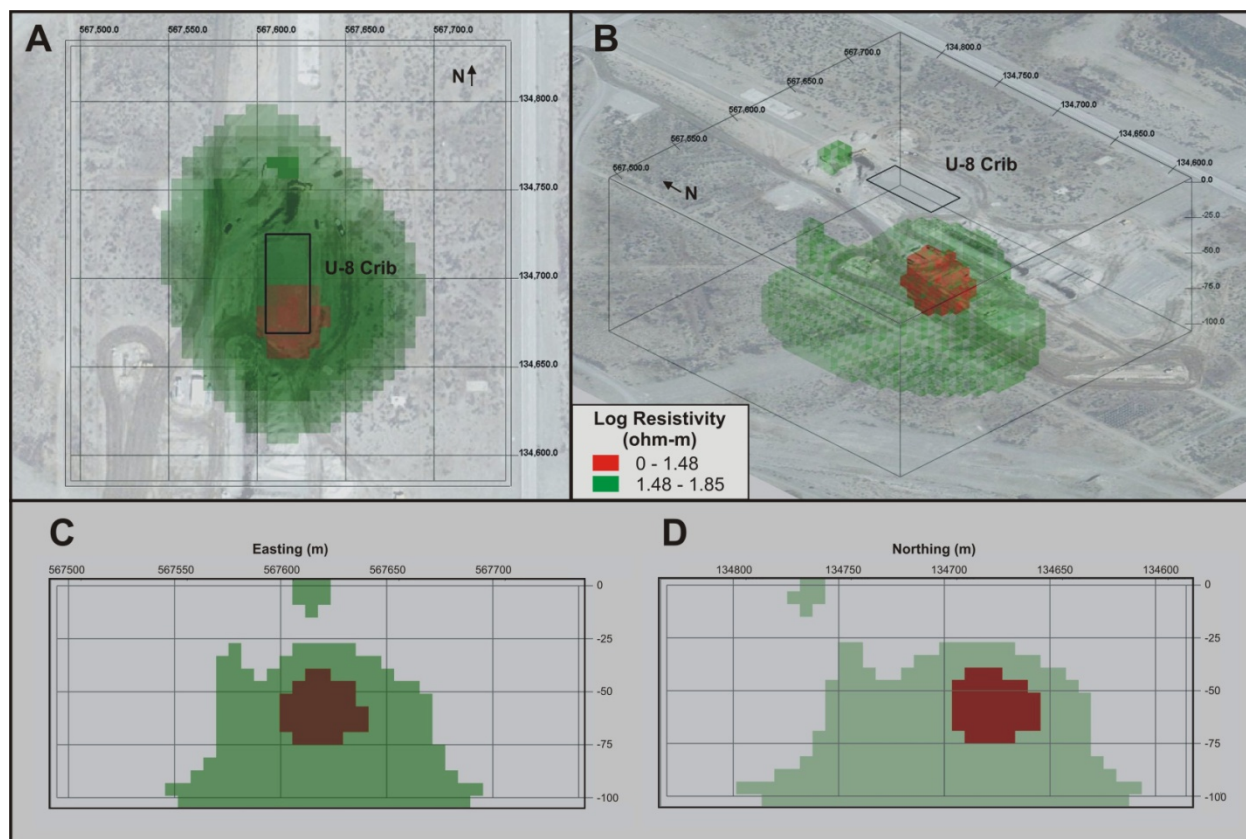 A
567,500.0 567,550.0 567,600.0 567,650.0 567,700.0
N
134,800.0
134,750.0
134,700.0
134,650.0
134,600.0
U-8 Crib
B
567,700.0
567,650.0
567,600.0
567,550.0
567,500.0
134,800.0
134,750.0
134,700.0
134,650.0
134,600.0
0.0
-25.0
-50.0
-75.0
-100.0
N
U-8 Crib
Log Resistivity
(ohm-m)
0 - 1.48
1.48 - 1.85
C
Easting (m)
567500 567550 567600 567650 567700
0
-25
-50
-75
-100
D
Northing (m)
134800 134750 134700 134650 134600
0
-25
-50
-75
-100